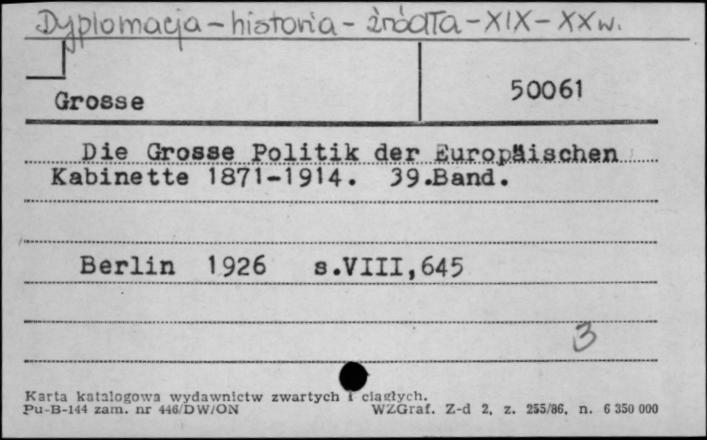 Dyplomacja - historia - źródła - XIX - XX w.
Grosse
50061
Die Grosse Politik der Europäischen
Kabinette 1871-1914. 39.Band.
Berlin 1926 s.VIII,645
3
Karta katalogowa wydawnictw zwartych i ciągłych.
Pu-B-144 zam. nr 446/DW/ON WZGraf. Z-d 2, z. 255/86, n. 6 350 000